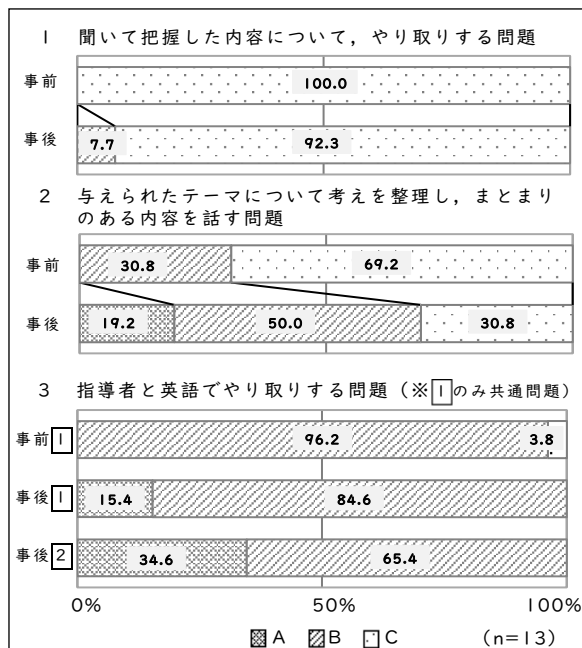 1 聞いて把握した内容について，やり取りする問題
事前 100.0
事後 7.7 92.3
2 与えられたテーマについて考えを整理し，まとまり
のある内容を話す問題
事前 30.8 69.2
事後 19.2 50.0 30.8
3 指導者と英語でやり取りする問題（※1のみ共通問題）
事前1 96.2 3.8
事後1 15.4 84.6
事後2 34.6 65.4
0% 50% 100%
A B C (n=13)